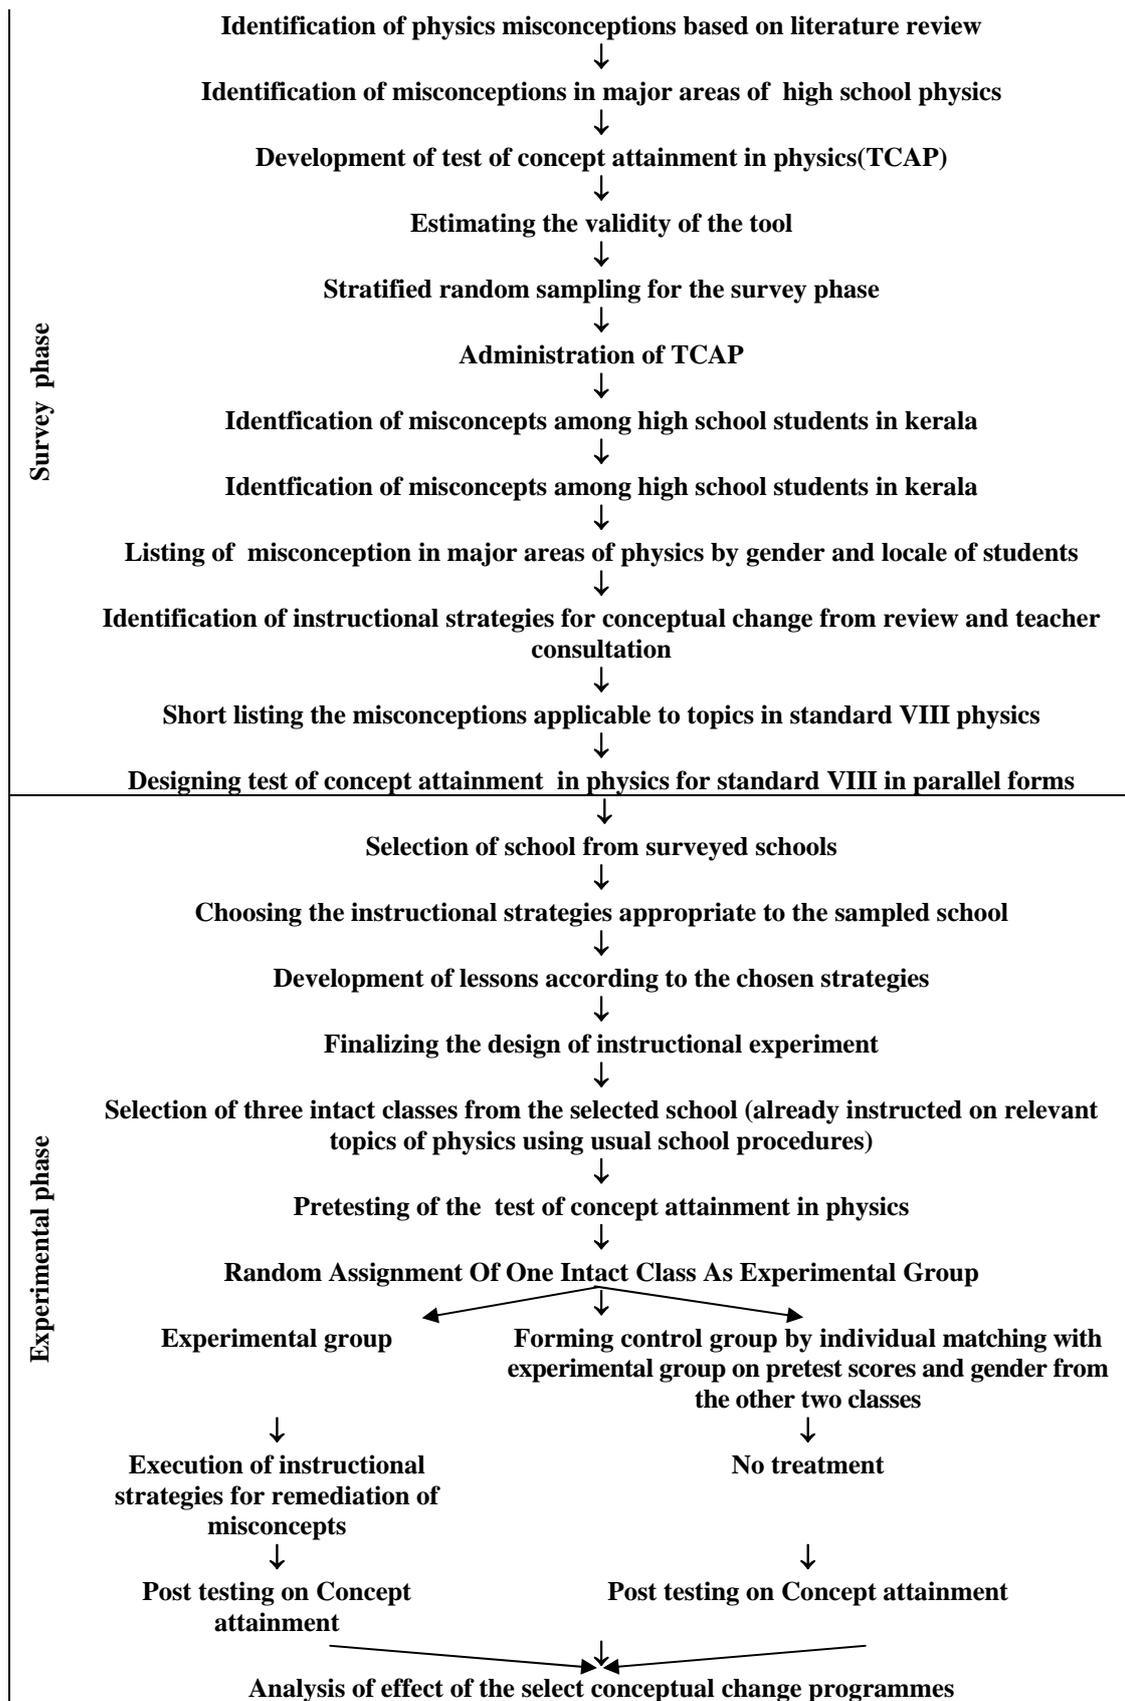 Identification of physics misconceptions based on literature review
↓
Identification of misconceptions in major areas of high school physics
↓
Development of test of concept attainment in physics(TCAP)
↓
Estimating the validity of the tool
↓
Stratified random sampling for the survey phase
↓
Administration of TCAP
↓
Identfication of misconcepts among high school students in kerala
↓
Identfication of misconcepts among high school students in kerala
↓
Listing of misconception in major areas of physics by gender and locale of students
↓
Identification of instructional strategies for conceptual change from review and teacher
consultation
↓
Short listing the misconceptions applicable to topics in standard VIII physics
↓
Designing test of concept attainment in physics for standard VIII in parallel forms
Survey phase
↓
Selection of school from surveyed schools
↓
Choosing the instructional strategies appropriate to the sampled school
↓
Development of lessons according to the chosen strategies
↓
Finalizing the design of instructional experiment
↓
Selection of three intact classes from the selected school (already instructed on relevant
topics of physics using usual school procedures)
↓
Pretesting of the test of concept attainment in physics
↓
Random Assignment Of One Intact Class As Experimental Group
↓
Experimental group
Forming control group by individual matching with
experimental group on pretest scores and gender from
the other two classes
↓ ↓
Execution of instructional
strategies for remediation of
misconcepts
No treatment
↓ ↓
Post testing on Concept
attainment
Post testing on Concept attainment
↓
Analysis of effect of the select conceptual change programmes
Experimental phase